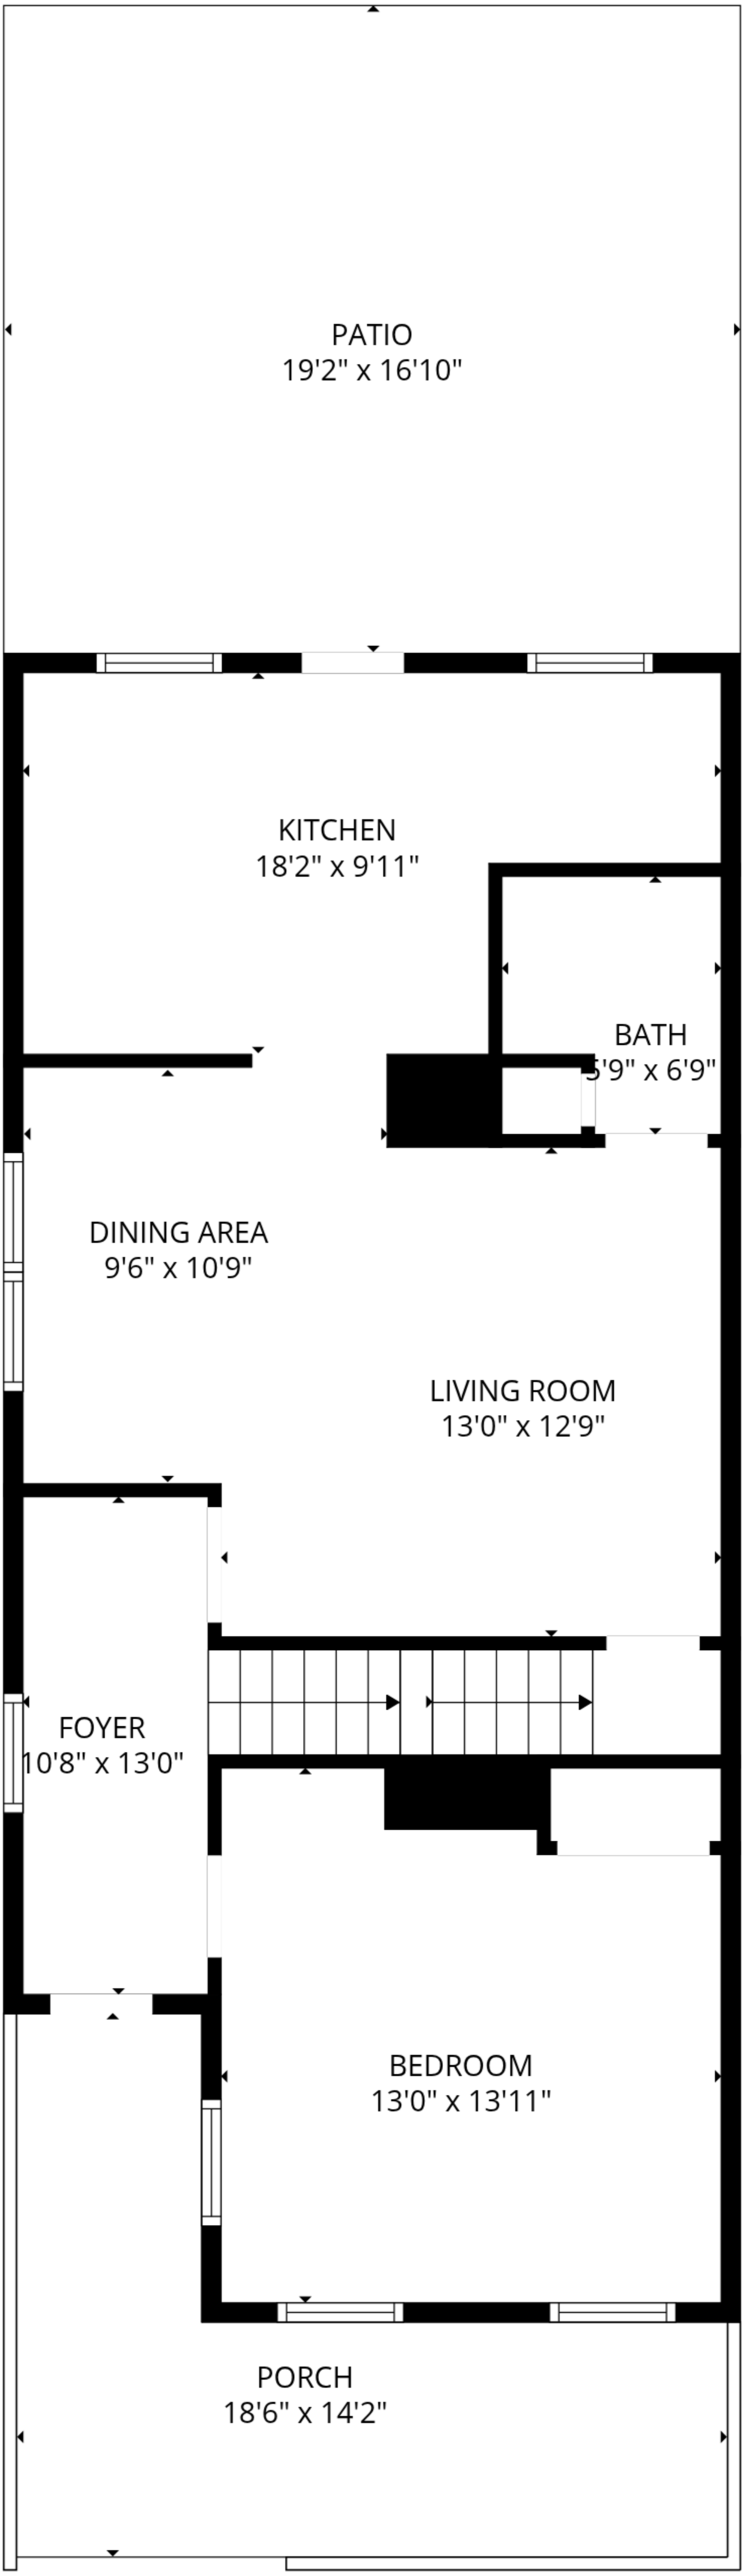 PATIO
19'2" x 16'10"
KITCHEN
18'2" x 9'11"
BATH
5'9" x 6'9"
DINING AREA
9'6" x 10'9"
LIVING ROOM
13'0" x 12'9"
FOYER
10'8" x 13'0"
BEDROOM
13'0" x 13'11"
PORCH
18'6" x 14'2"